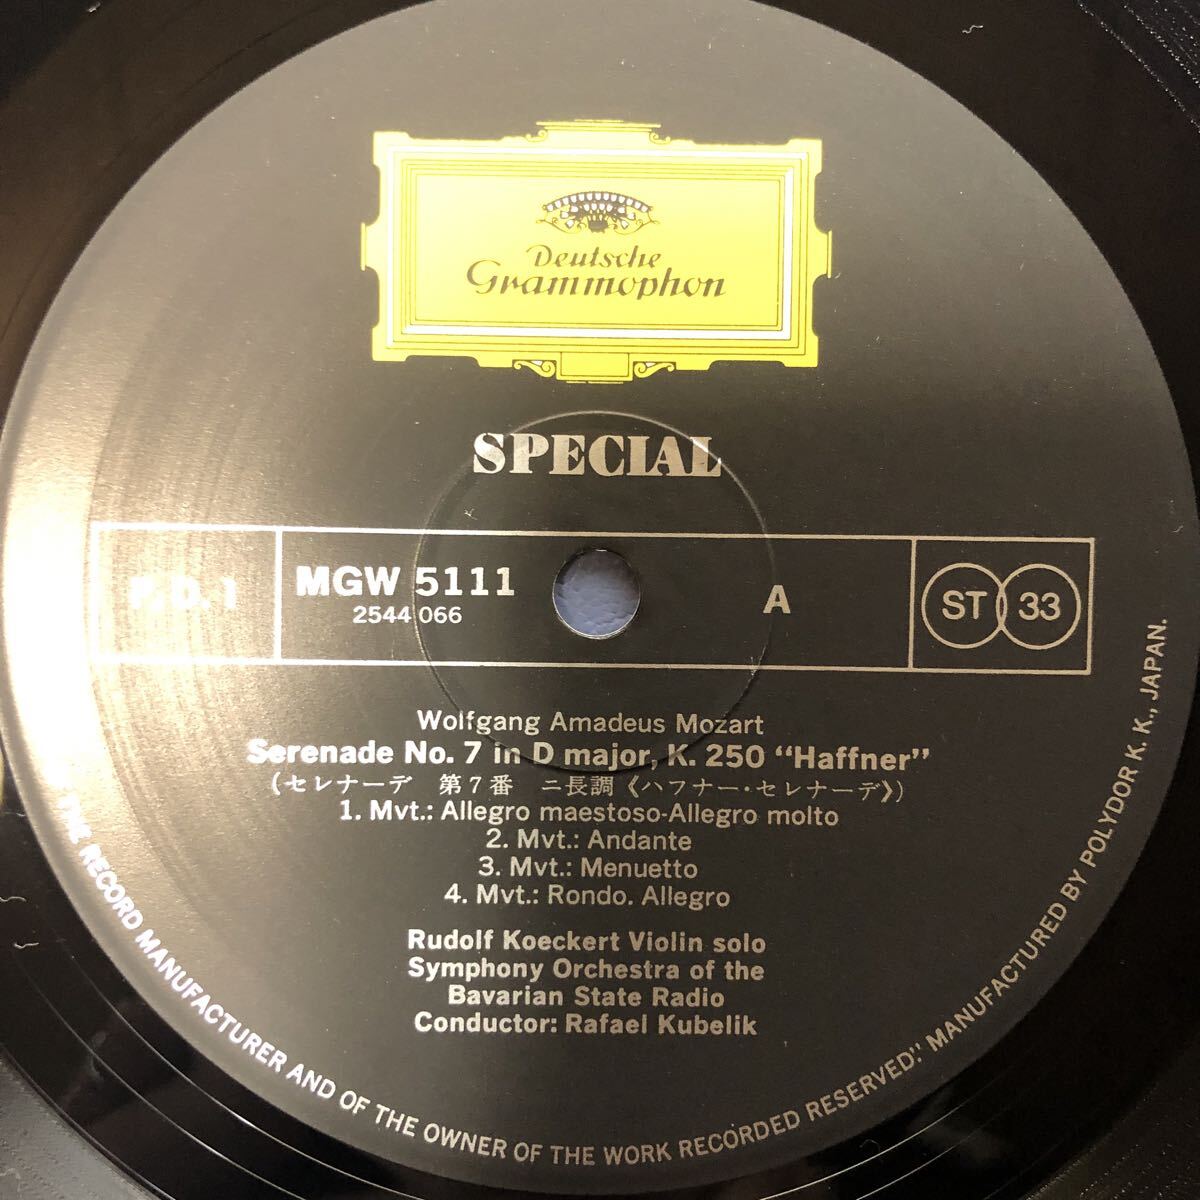 Deutsche
Grammophon
SPECIAL
P. D. 1
MGW 5111
2544 066
A
ST 33
Wolfgang Amadeus Mozart
Serenade No. 7 in D major, K. 250 “Haffner”
(セレナーデ 第7番 ニ長調《ハフナー・セレナーデ》)
1. Mvt.: Allegro maestoso-Allegro molto
2. Mvt.: Andante
3. Mvt.: Menuetto
4. Mvt.: Rondo. Allegro
Rudolf Koeckert Violin solo
Symphony Orchestra of the
Bavarian State Radio
Conductor: Rafael Kubelik
THE RECORD MANUFACTURER AND OF THE OWNER OF THE WORK RECORDED RESERVED." MANUFACTURED BY POLYDOR K. K., JAPAN.